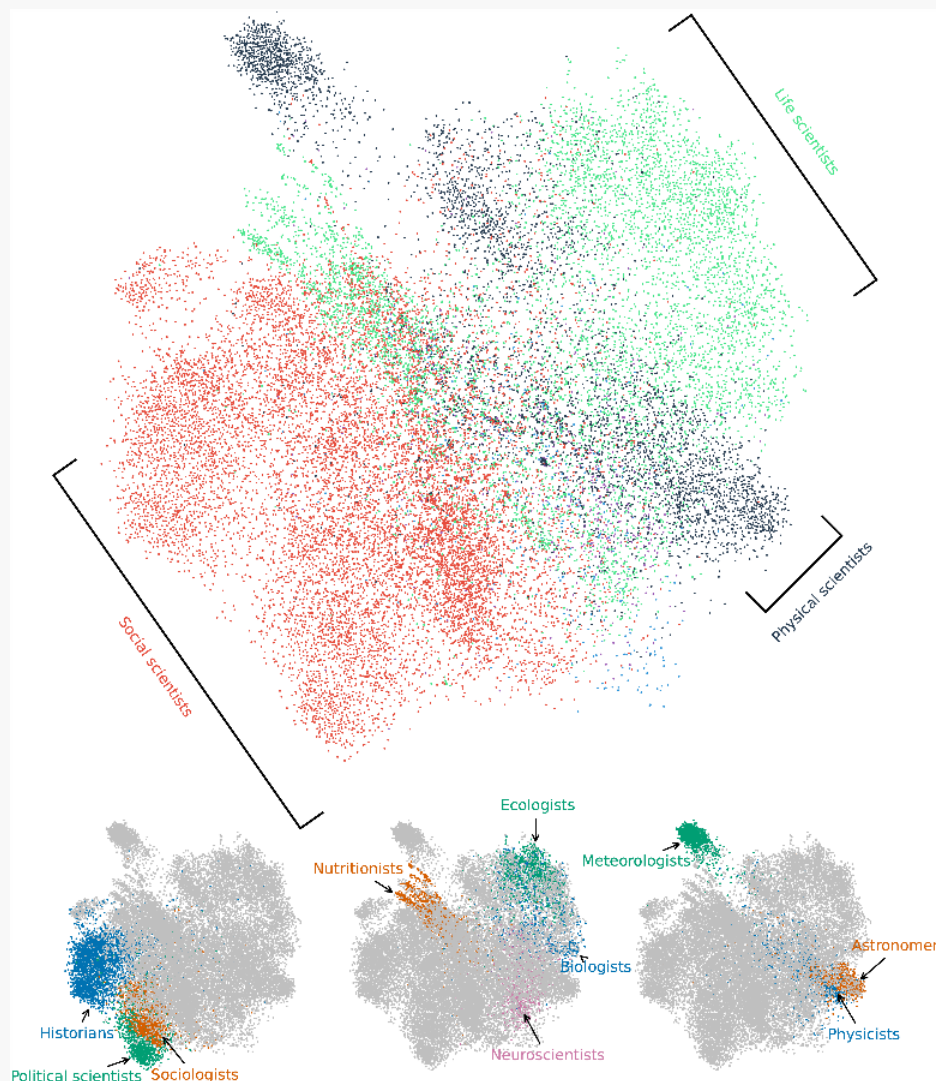 Life scientists
Physical scientists
Social scientists
Ecologists
Nutritionists
Meteorologists
Astronomer
Biologists
Historians
Physicists
Neuroscientists
Political scientists
Sociologists